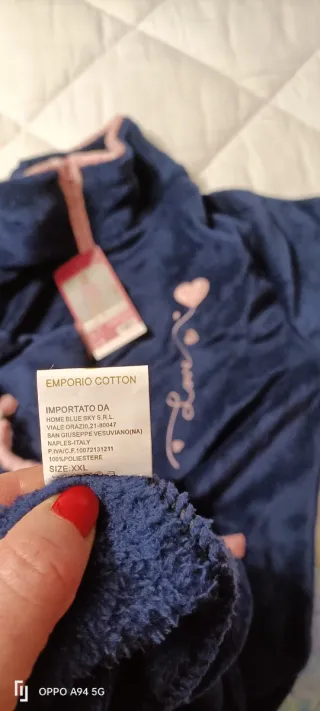 Love
EMPORIO COTTON
IMPORTATO DA
HOME BLUE SKY S.R.L.
VIALE ORAZIO,21-80047
SAN GIUSEPPE VESUVIANO(NA)
NAPLES-ITALY
P.IVA/C.F.10072131211
100%POLIESTERE
SIZE:XXL
OPPO A94 5G